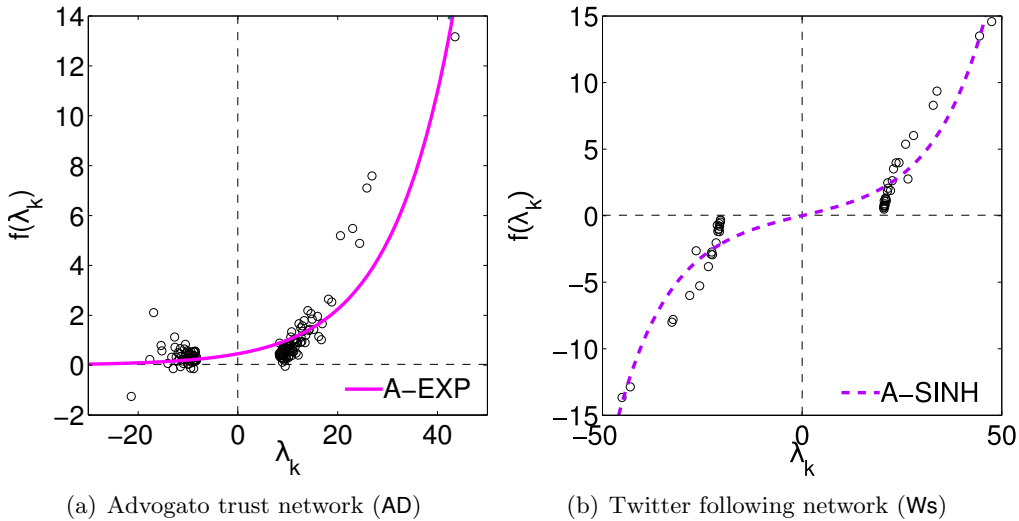 14
12
10
8
6
4
2
0
−2
f(λk)
−20
0
20
40
λk
A−EXP
15
10
5
0
−5
−10
−15
f(λk)
−50
0
50
λk
A−SINH
(a) Advogato trust network (AD)
(b) Twitter following network (Ws)